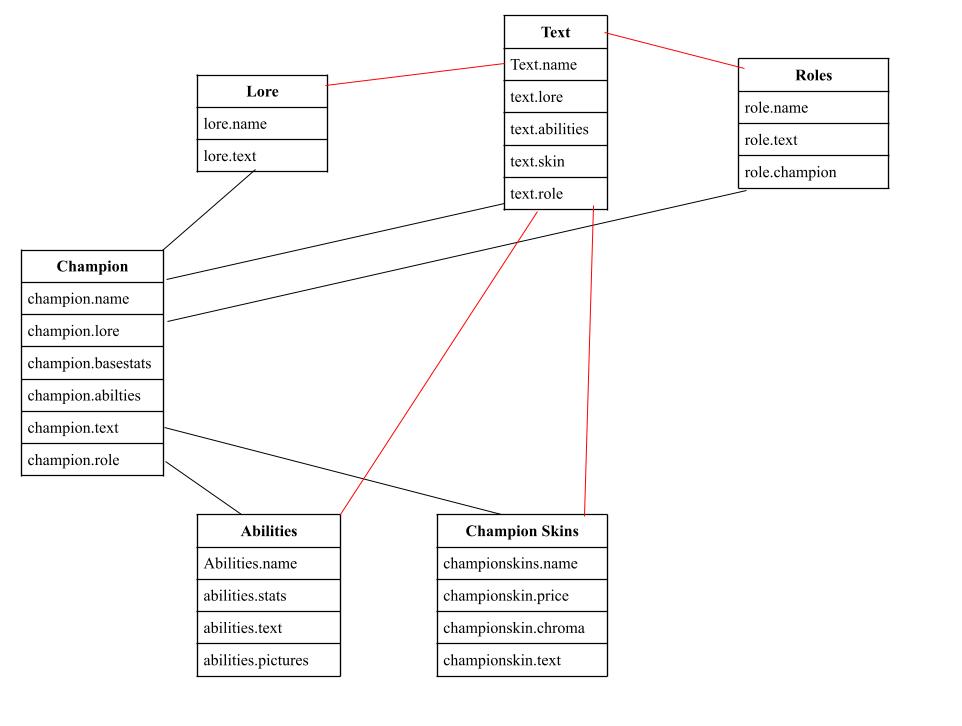 Text
Text.name
text.lore
text.abilities
text.skin
text.role
Roles
role.name
role.text
role.champion
Lore
lore.name
lore.text
Champion
champion.name
champion.lore
champion.basestats
champion.abilties
champion.text
champion.role
Abilities
Abilities.name
abilities.stats
abilities.text
abilities.pictures
Champion Skins
championskins.name
championskin.price
championskin.chroma
championskin.text